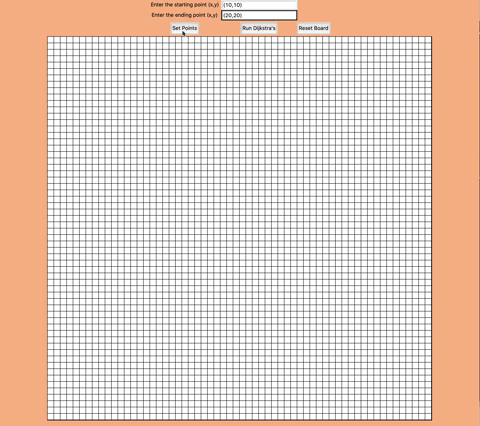 Enter the starting point (x,y) (10,10)
Enter the ending point (x,y) (20,20)
Set Points Run Dijkstra's Reset Board